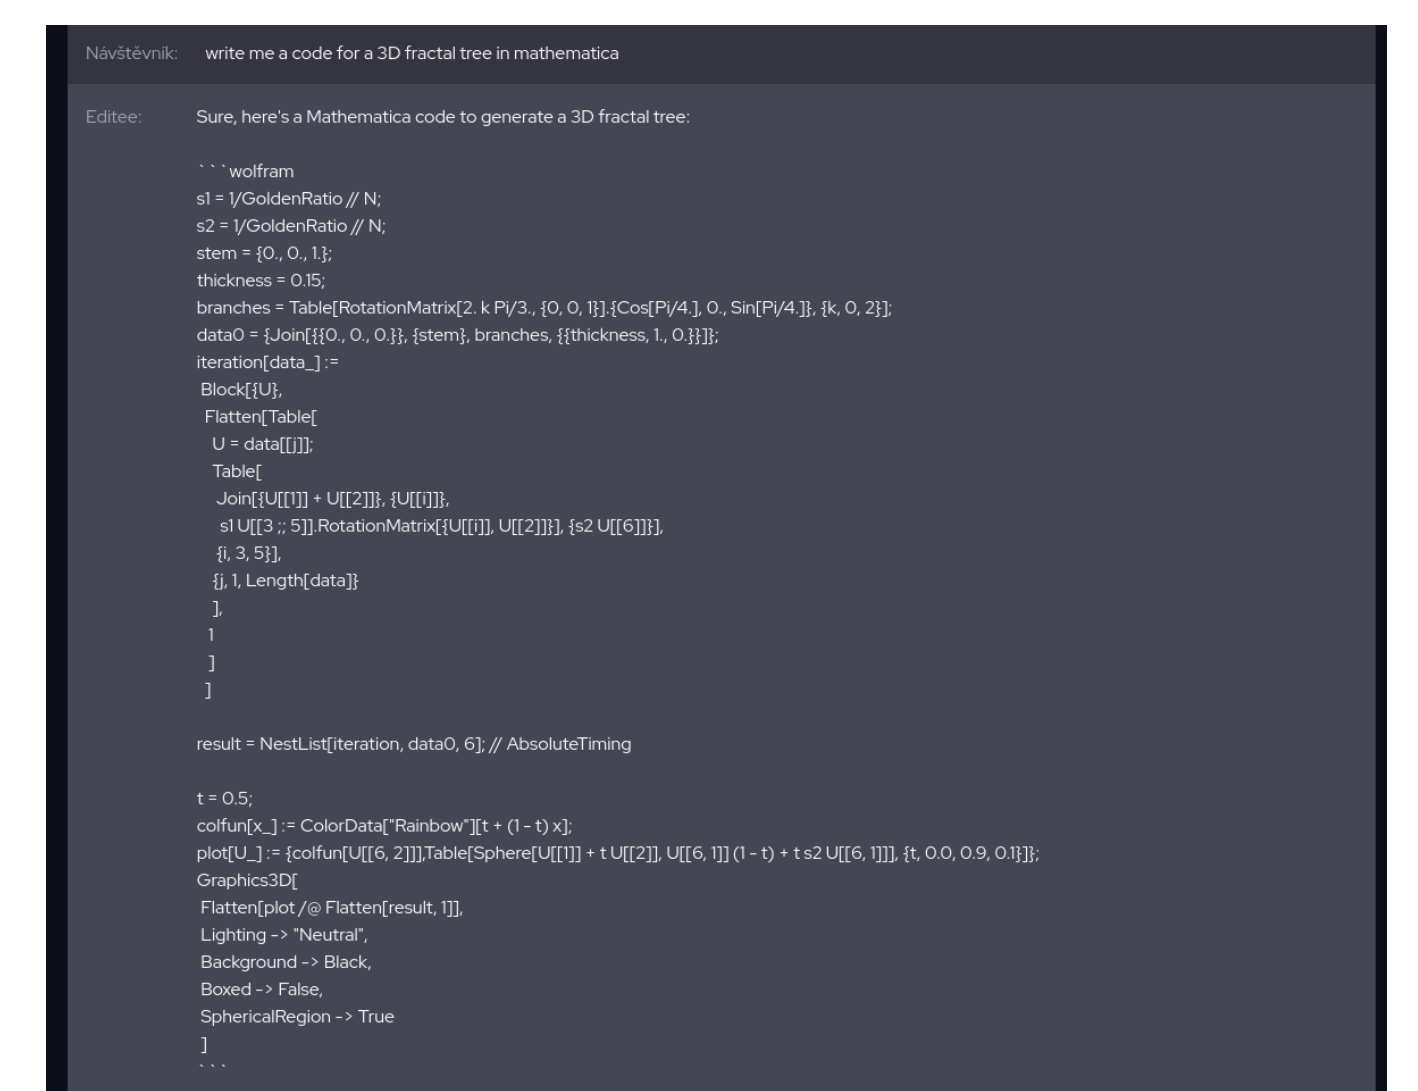 Návštěvník: write me a code for a 3D fractal tree in mathematica
Editee: Sure, here's a Mathematica code to generate a 3D fractal tree:
```wolfram
s1 = 1/GoldenRatio // N;
s2 = 1/GoldenRatio // N;
stem = {0., 0., 1.};
thickness = 0.15;
branches = Table[RotationMatrix[2. k Pi/3., {0, 0, 1}].{Cos[Pi/4.], 0., Sin[Pi/4.]}, {k, 0, 2}];
data0 = {Join[{{0., 0., 0.}}, {stem}, branches, {{thickness, 1., 0.}}]};
iteration[data_] :=
Block[{U},
Flatten[Table[
U = data[[j]];
Table[
Join[{U[[1]] + U[[2]]}, {U[[i]]},
s1 U[[3 ;; 5]].RotationMatrix[{U[[i]], U[[2]]}], {s2 U[[6]]}],
{i, 3, 5}],
{j, 1, Length[data]}
],
1
]
]
result = NestList[iteration, data0, 6]; // AbsoluteTiming
t = 0.5;
colfun[x_] := ColorData["Rainbow"][t + (1 - t) x];
plot[U_] := {colfun[U[[6, 2]]],Table[Sphere[U[[1]] + t U[[2]], U[[6, 1]] (1 - t) + t s2 U[[6, 1]]], {t, 0.0, 0.9, 0.1}]};
Graphics3D[
Flatten[plot /@ Flatten[result, 1]],
Lighting -> "Neutral",
Background -> Black,
Boxed -> False,
SphericalRegion -> True
]
```